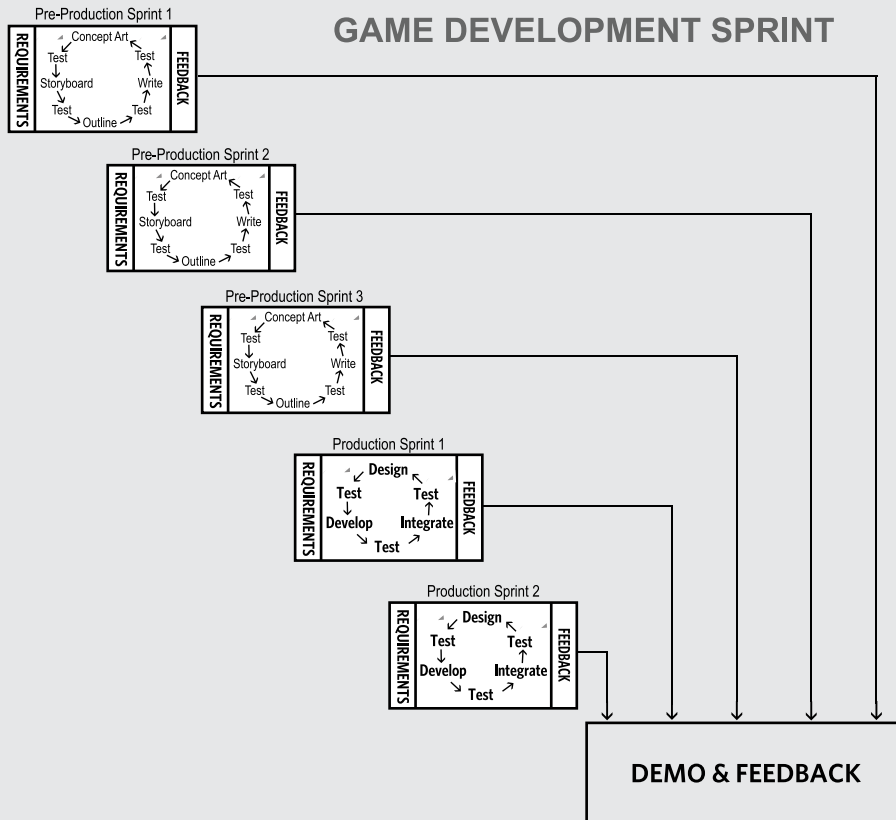 GAME DEVELOPMENT SPRINT
Pre-Production Sprint 1
REQUIREMENTS
Concept Art
Test
Test
Storyboard
Write
Test
Test
Outline
FEEDBACK
Pre-Production Sprint 2
REQUIREMENTS
Concept Art
Test
Test
Storyboard
Write
Test
Test
Outline
FEEDBACK
Pre-Production Sprint 3
REQUIREMENTS
Concept Art
Test
Test
Storyboard
Write
Test
Test
Outline
FEEDBACK
Production Sprint 1
REQUIREMENTS
Design
Test
Test
Develop
Integrate
Test
FEEDBACK
Production Sprint 2
REQUIREMENTS
Design
Test
Test
Develop
Integrate
Test
FEEDBACK
DEMO & FEEDBACK